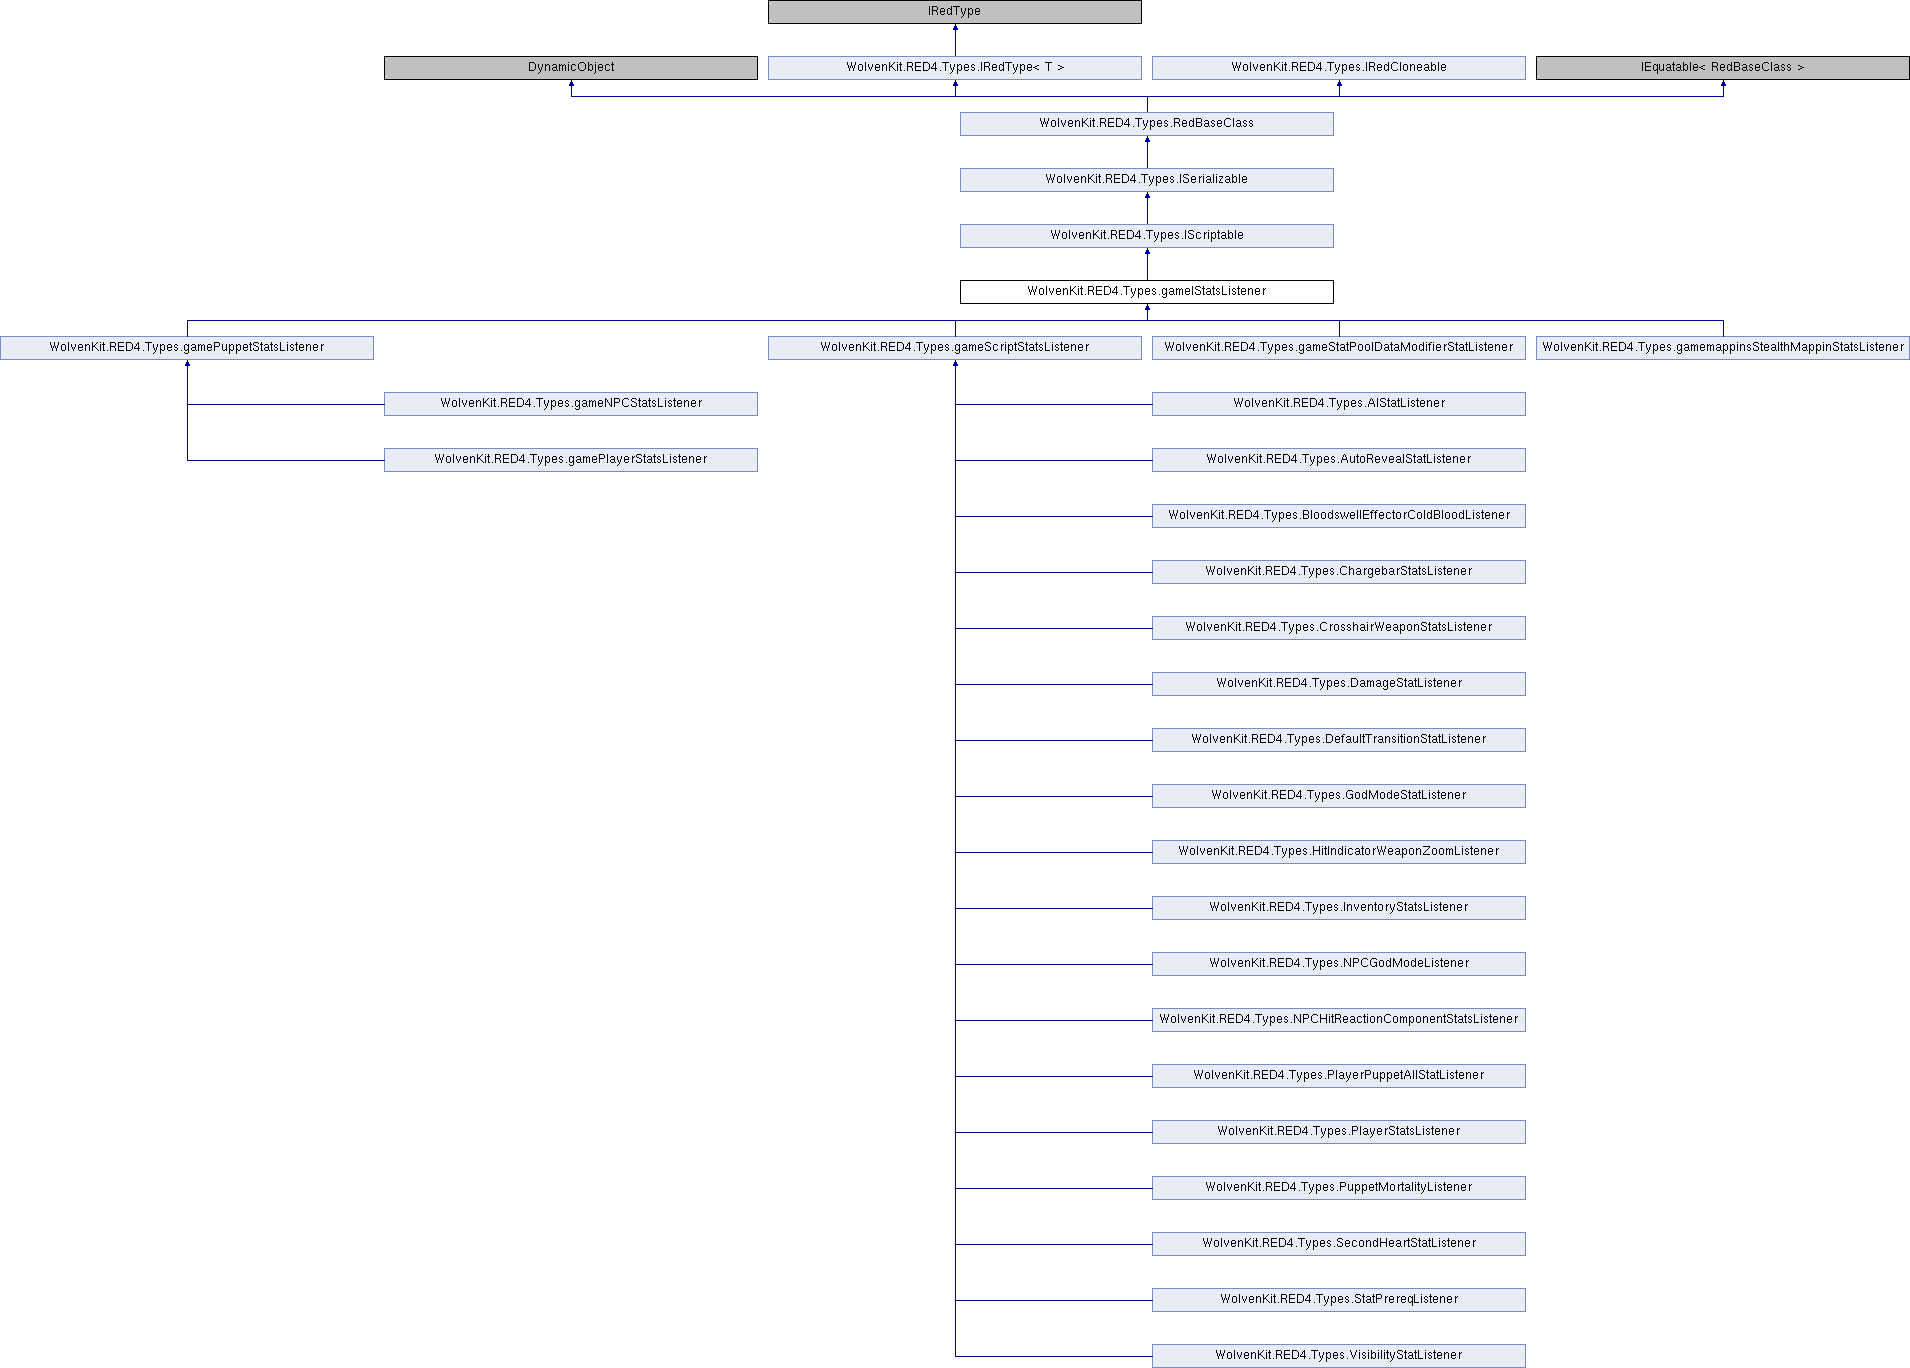 IRedType
DynamicObject
WolvenKit.RED4.Types.IRedType< T >
WolvenKit.RED4.Types.IRedCloneable
IEquatable< RedBaseClass >
WolvenKit.RED4.Types.RedBaseClass
WolvenKit.RED4.Types.ISerializable
WolvenKit.RED4.Types.IScriptable
WolvenKit.RED4.Types.gameIStatsListener
WolvenKit.RED4.Types.gamePuppetStatsListener
WolvenKit.RED4.Types.gameScriptStatsListener
WolvenKit.RED4.Types.gameStatPoolDataModifierStatListener
WolvenKit.RED4.Types.gamemappinsStealthMappinStatsListener
WolvenKit.RED4.Types.gameNPCStatsListener
WolvenKit.RED4.Types.AIStatListener
WolvenKit.RED4.Types.gamePlayerStatsListener
WolvenKit.RED4.Types.AutoRevealStatListener
WolvenKit.RED4.Types.BloodswellEffectorColdBloodListener
WolvenKit.RED4.Types.ChargebarStatsListener
WolvenKit.RED4.Types.CrosshairWeaponStatsListener
WolvenKit.RED4.Types.DamageStatListener
WolvenKit.RED4.Types.DefaultTransitionStatListener
WolvenKit.RED4.Types.GodModeStatListener
WolvenKit.RED4.Types.HitIndicatorWeaponZoomListener
WolvenKit.RED4.Types.InventoryStatsListener
WolvenKit.RED4.Types.NPCGodModeListener
WolvenKit.RED4.Types.NPCHitReactionComponentStatsListener
WolvenKit.RED4.Types.PlayerPuppetAllStatListener
WolvenKit.RED4.Types.PlayerStatsListener
WolvenKit.RED4.Types.PuppetMortalityListener
WolvenKit.RED4.Types.SecondHeartStatListener
WolvenKit.RED4.Types.StatPrereqListener
WolvenKit.RED4.Types.VisibilityStatListener